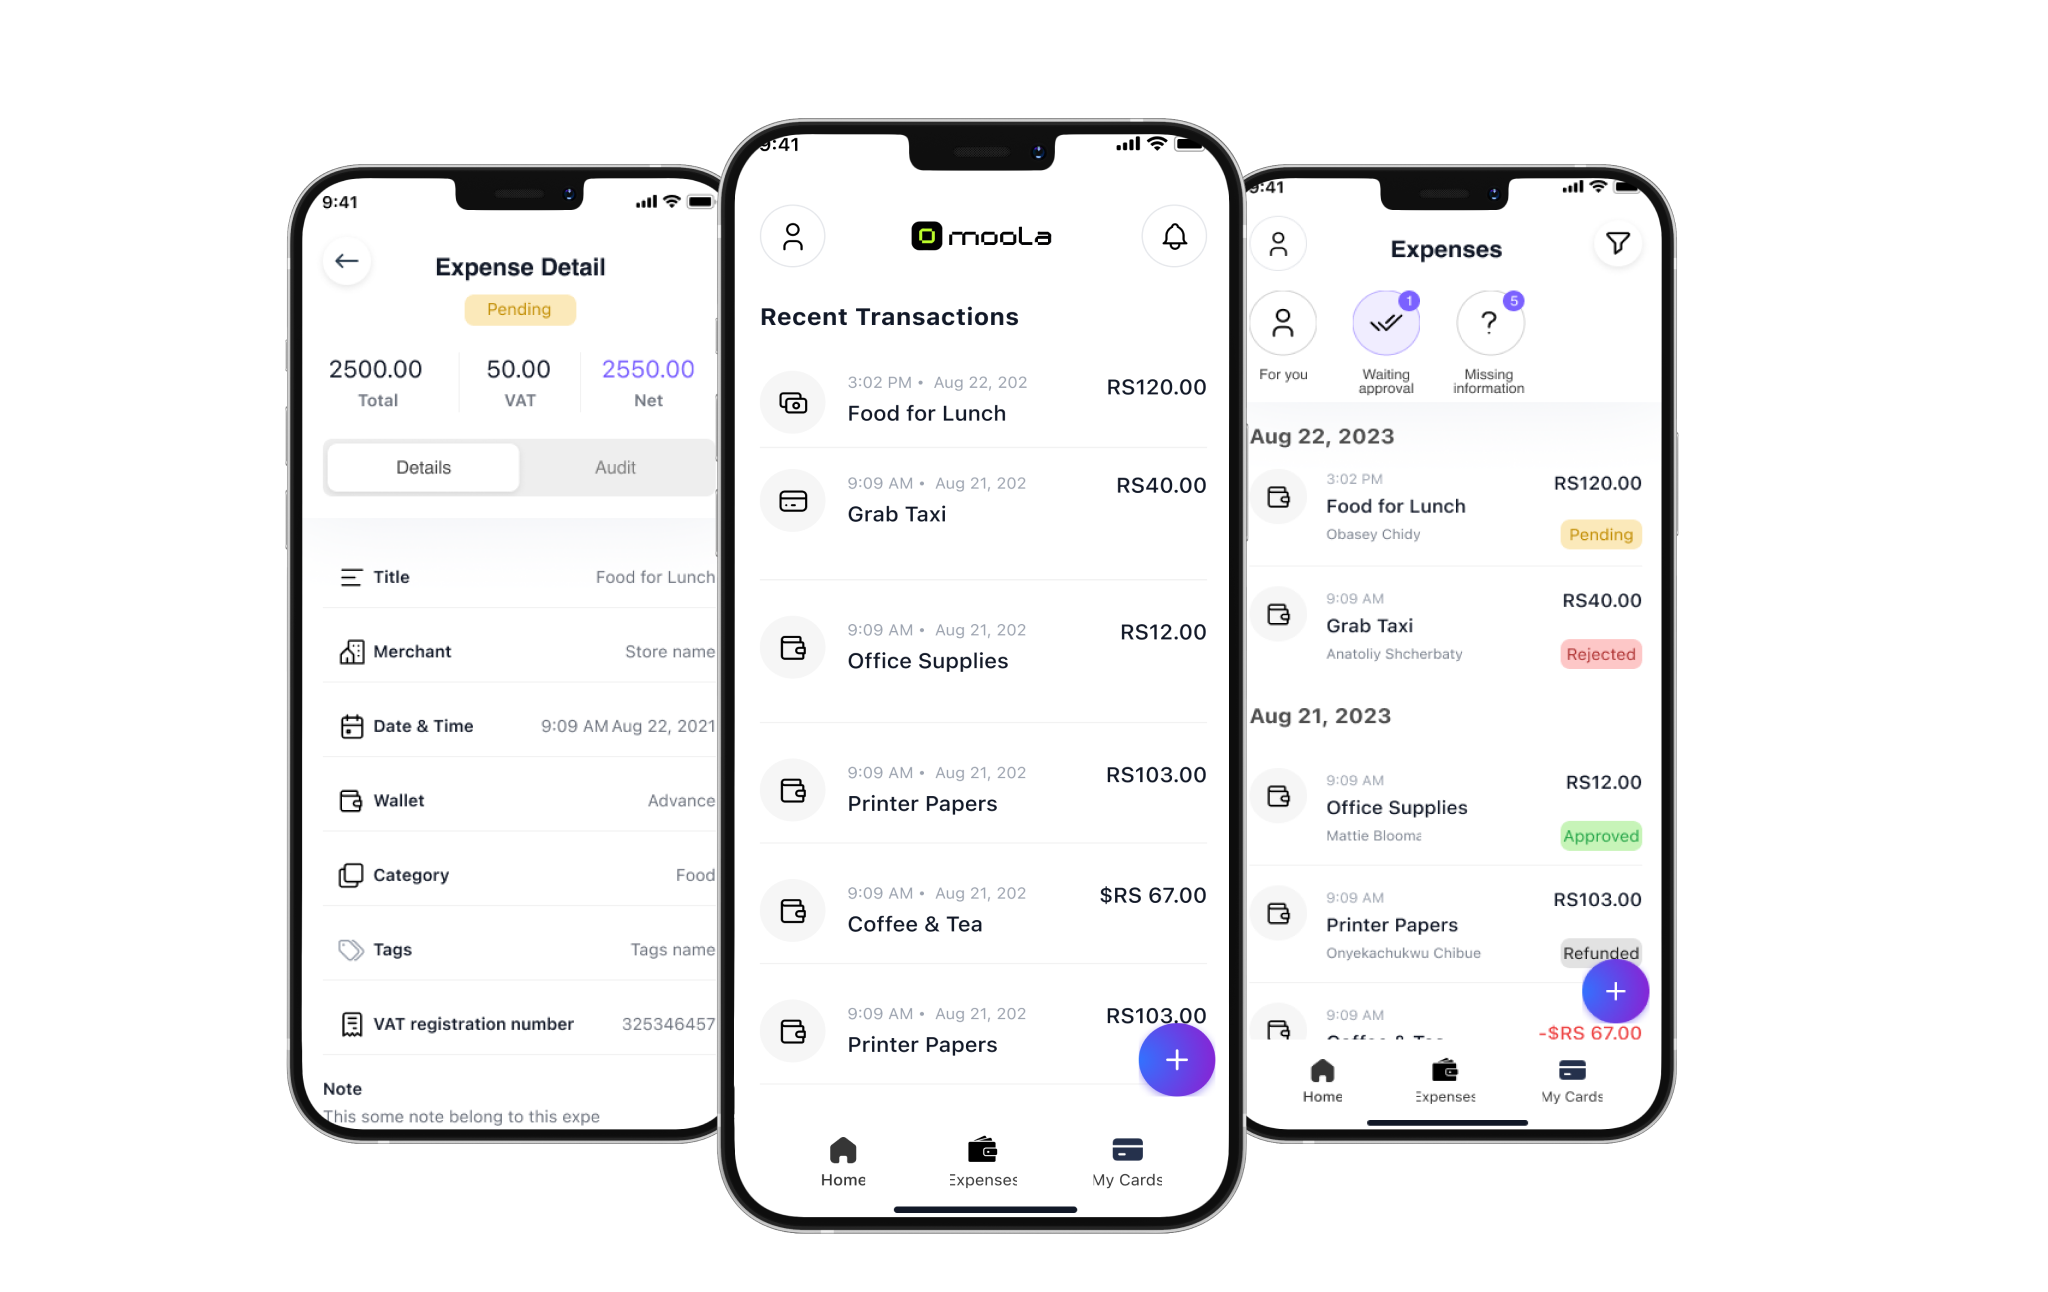 9:41
Expense Detail
Pending
2500.00
Total
50.00
VAT
2550.00
Net
Details
Audit
Title
Food for Lunch
Merchant
Store name
Date & Time
9:09 AM Aug 22, 2021
Wallet
Advance
Category
Food
Tags
Tags name
VAT registration number
325346457
Note
This some note belong to this expe
9:41
moola
Recent Transactions
3:02 PM • Aug 22, 202
Food for Lunch
RS120.00
9:09 AM • Aug 21, 202
Grab Taxi
RS40.00
9:09 AM • Aug 21, 202
Office Supplies
RS12.00
9:09 AM • Aug 21, 202
Printer Papers
RS103.00
9:09 AM • Aug 21, 202
Coffee & Tea
$RS 67.00
9:09 AM • Aug 21, 202
Printer Papers
RS103.00
+
Home
Expenses
My Cards
9:41
Expenses
For you
1
Waiting
approval
?
5
Missing
information
Aug 22, 2023
3:02 PM
Food for Lunch
Obasey Chidy
RS120.00
Pending
9:09 AM
Grab Taxi
Anatoliy Shcherbaty
RS40.00
Rejected
Aug 21, 2023
9:09 AM
Office Supplies
Mattie Blooma
RS12.00
Approved
9:09 AM
Printer Papers
Onyekachukwu Chibue
RS103.00
Refunded
+
9:09 AM
Coffee & Tea
-$RS 67.00
Home
Expenses
My Cards